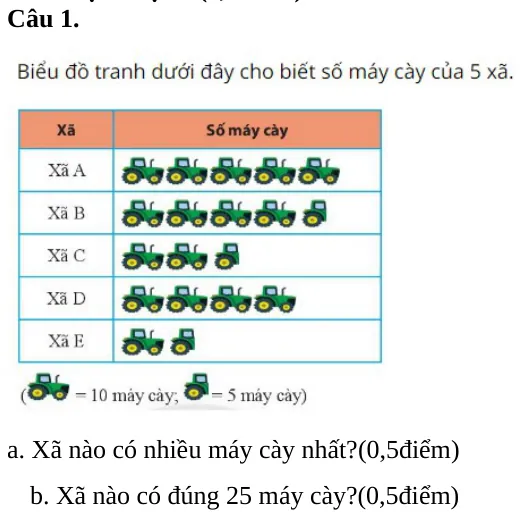 Câu 1.
Biểu đồ tranh dưới đây cho biết số máy cày của 5 xã.
Xã Số máy cày
Xã A
Xã B
Xã C
Xã D
Xã E
( = 10 máy cày; = 5 máy cày)
a. Xã nào có nhiều máy cày nhất?(0,5điểm)
b. Xã nào có đúng 25 máy cày?(0,5điểm)